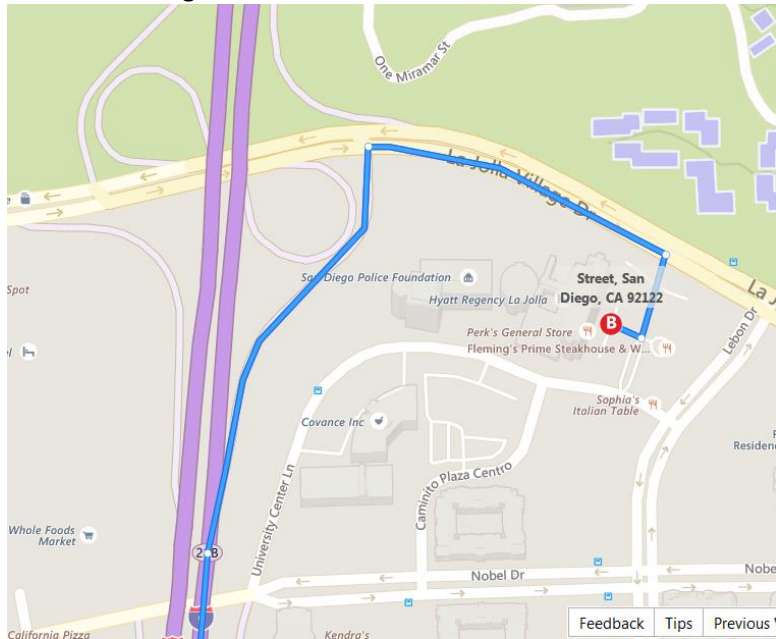 One Miramar St
La Jolla Village Dr
e
Spot
San Diego Police Foundation
Hyatt Regency La Jolla
Street, San
Diego, CA 92122
B
La J
Perk's General Store
Fleming's Prime Steakhouse & W...
Lebon Dr
el
Sophia's
Italian Table
Covance Inc
R
Residenc
University Center Ln
Caminito Plaza Centro
Whole Foods
Market
Nobel Dr
Nobe
California Pizza
Kendra's
Feedback
Tips
Previous